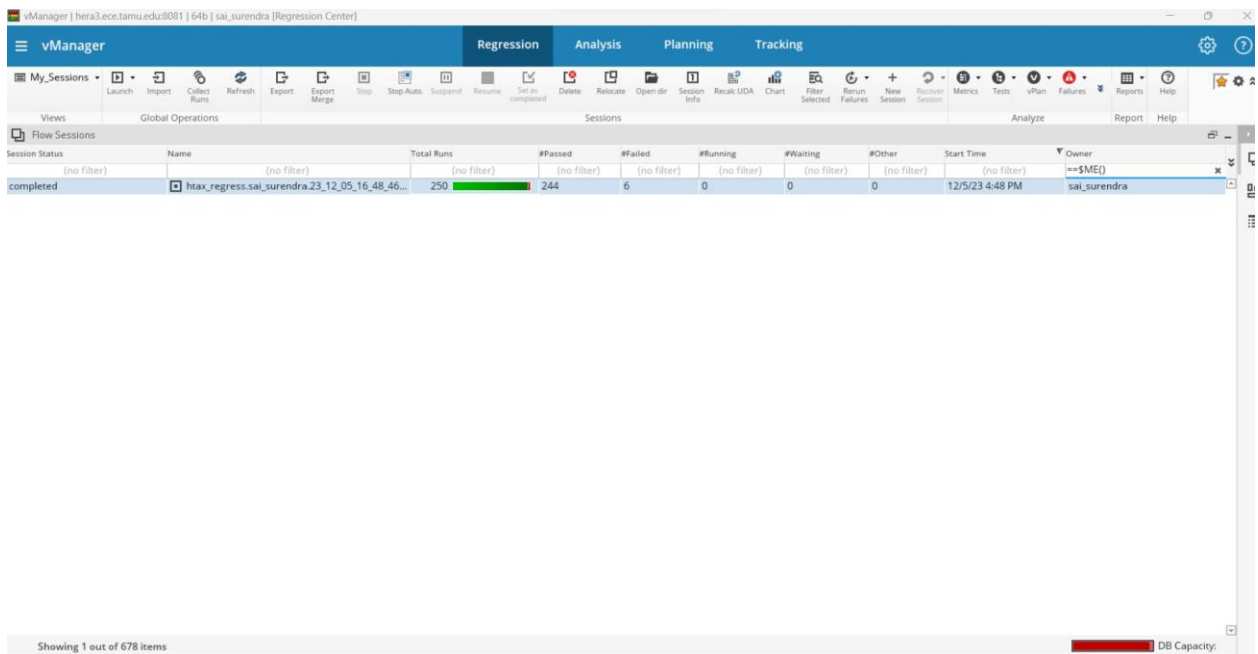 vManager | hera3.ece.tamu.edu:8081 | 64b | sai_surendra [Regression Center]
vManager Regression Analysis Planning Tracking
My_Sessions
Launch Import Collect Runs Refresh Export Export Merge Stop Stop Auto. Suspend Resume Set as completed Delete Relocate Open dir Session Info Recalc UDA Chart Filter Selected Rerun Failures New Session Recover Session Metrics Tests vPlan Failures Reports Help
Views Global Operations Sessions Analyze Report Help
Flow Sessions
Session Status Name Total Runs #Passed #Failed #Running #Waiting #Other Start Time Owner
(no filter) (no filter) (no filter) (no filter) (no filter) (no filter) (no filter) (no filter) (no filter) ==$ME()
completed htax_regress.sai_surendra.23_12_05_16_48_46... 250 244 6 0 0 0 12/5/23 4:48 PM sai_surendra
Showing 1 out of 678 items DB Capacity: